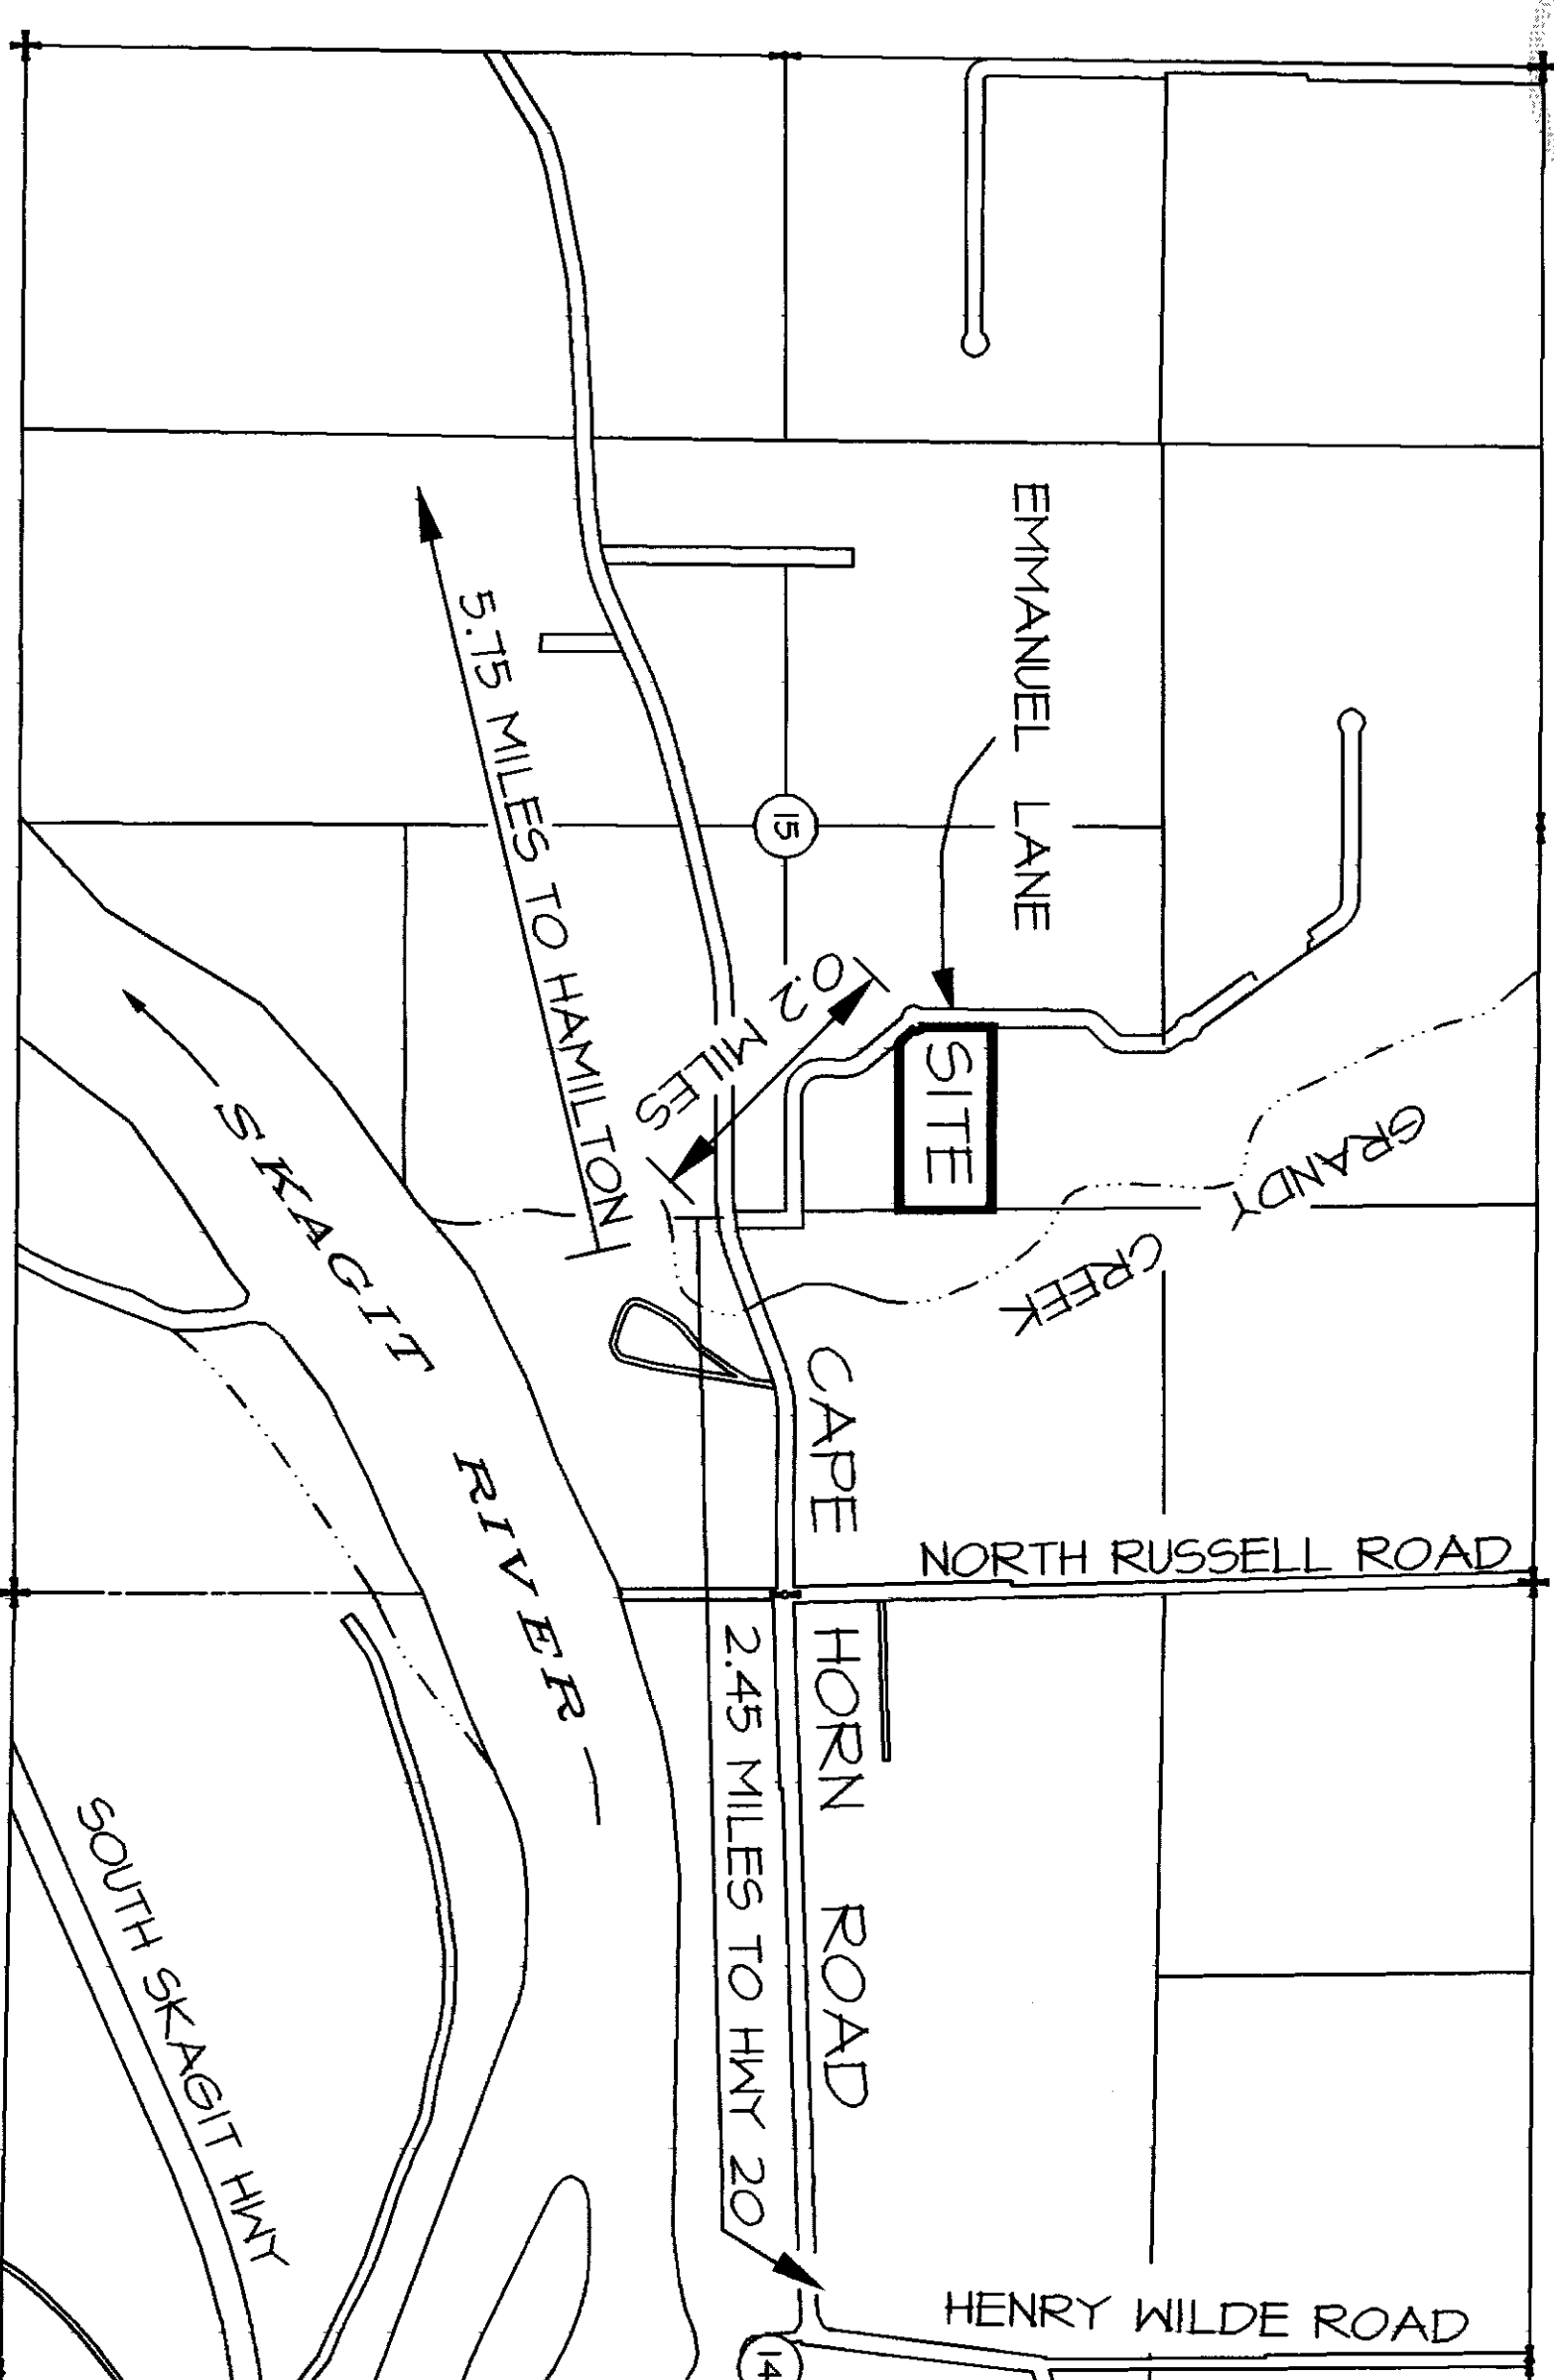 EMMANUEL LANE
15
0.2 MILES
SITE
GRANDY
CREEK
5.75 MILES TO HAMILTON
SKAGIT RIVER
CAPE HORN ROAD
NORTH RUSSELL ROAD
2.45 MILES TO HWY 20
SOUTH SKAGIT HWY
HENRY WILDE ROAD
14